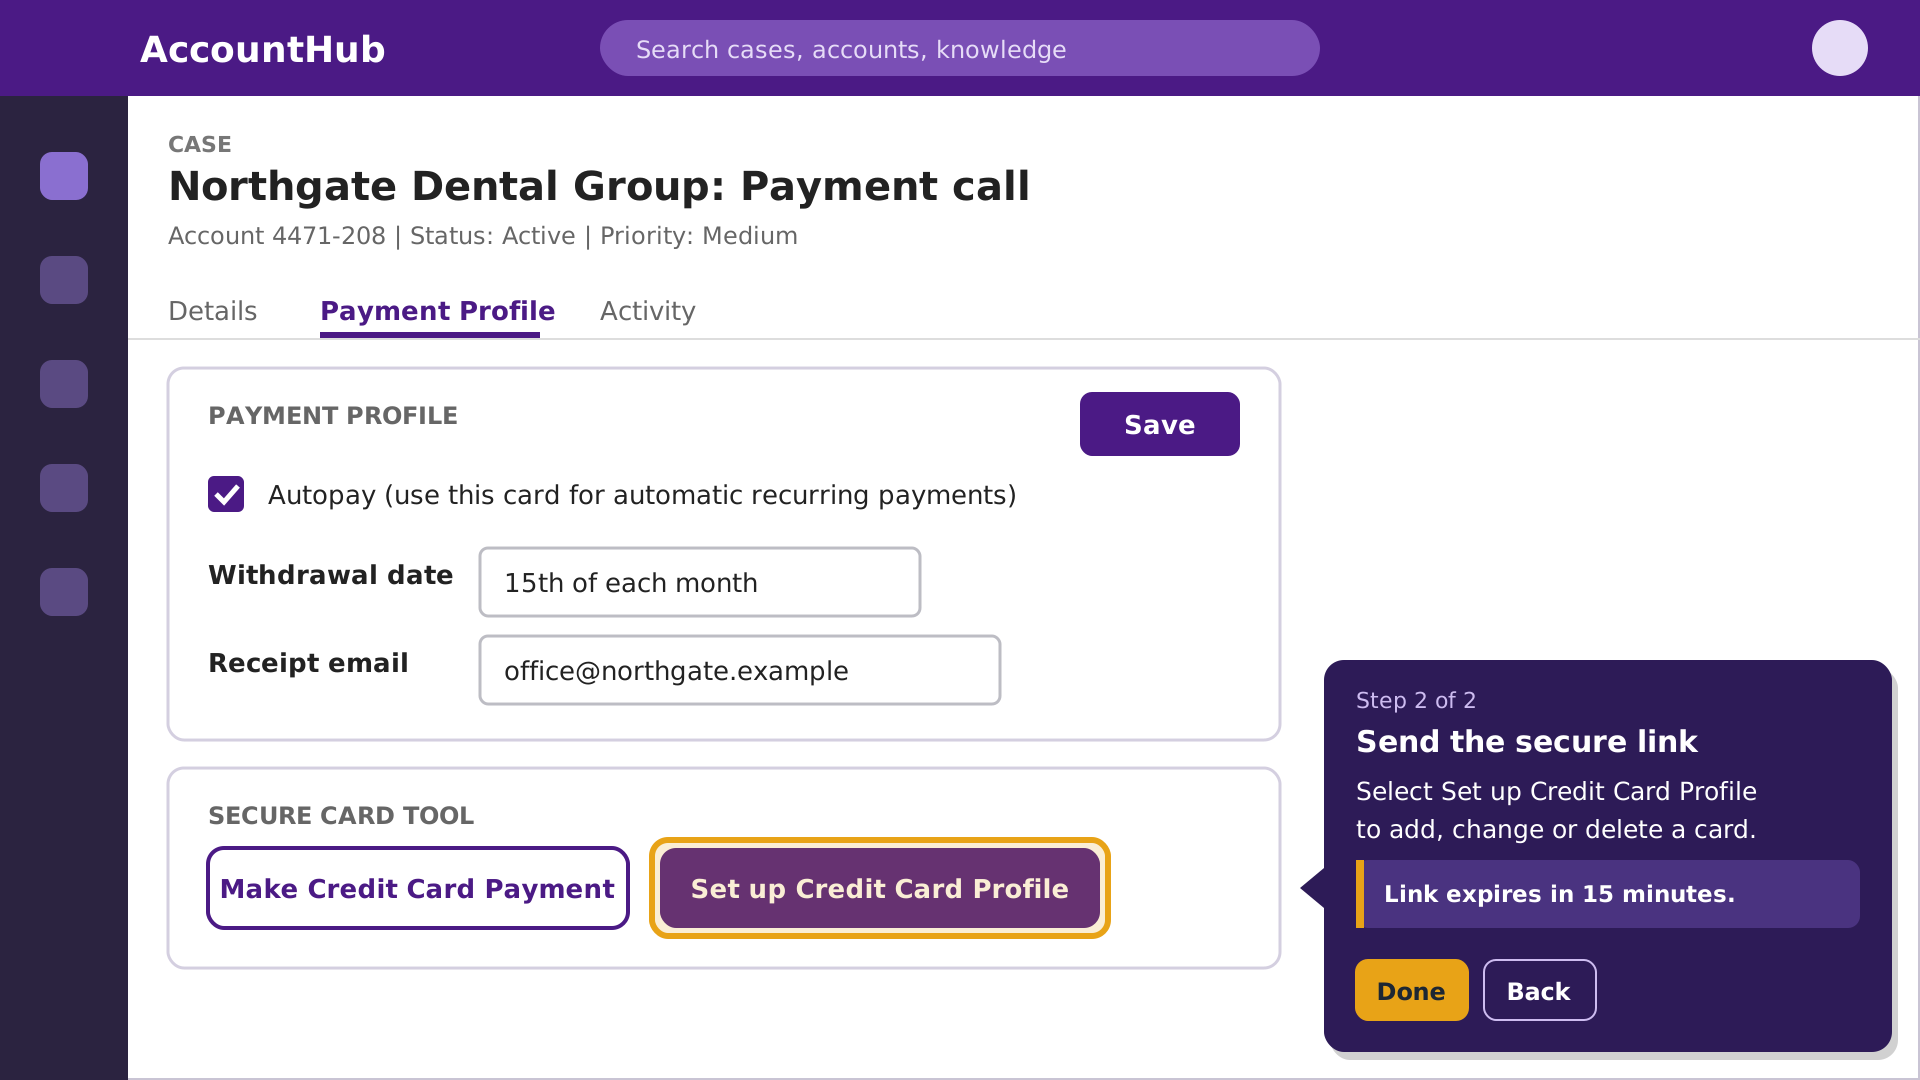 AccountHub
Search cases, accounts, knowledge
CASE
Northgate Dental Group: Payment call
Account 4471-208 | Status: Active | Priority: Medium
Details
Payment Profile
Activity
PAYMENT PROFILE
Save
Autopay (use this card for automatic recurring payments)
Withdrawal date
15th of each month
Receipt email
office@northgate.example
SECURE CARD TOOL
Make Credit Card Payment
Set up Credit Card Profile
Step 2 of 2
Send the secure link
Select Set up Credit Card Profile
to add, change or delete a card.
Link expires in 15 minutes.
Done
Back